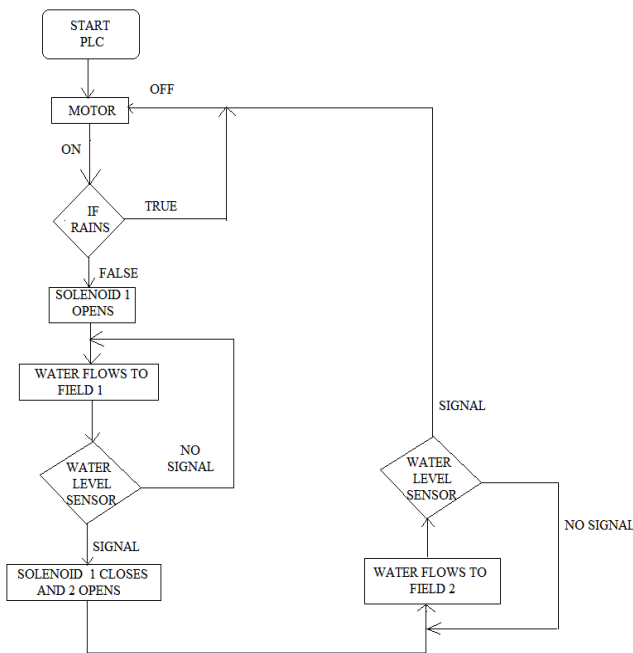 START
PLC
OFF
MOTOR
ON
IF
RAINS
TRUE
FALSE
SOLENOID 1
OPENS
WATER FLOWS TO
FIELD 1
NO
SIGNAL
WATER
LEVEL
SENSOR
SIGNAL
SOLENOID 1 CLOSES
AND 2 OPENS
SIGNAL
WATER
LEVEL
SENSOR
NO SIGNAL
WATER FLOWS TO
FIELD 2